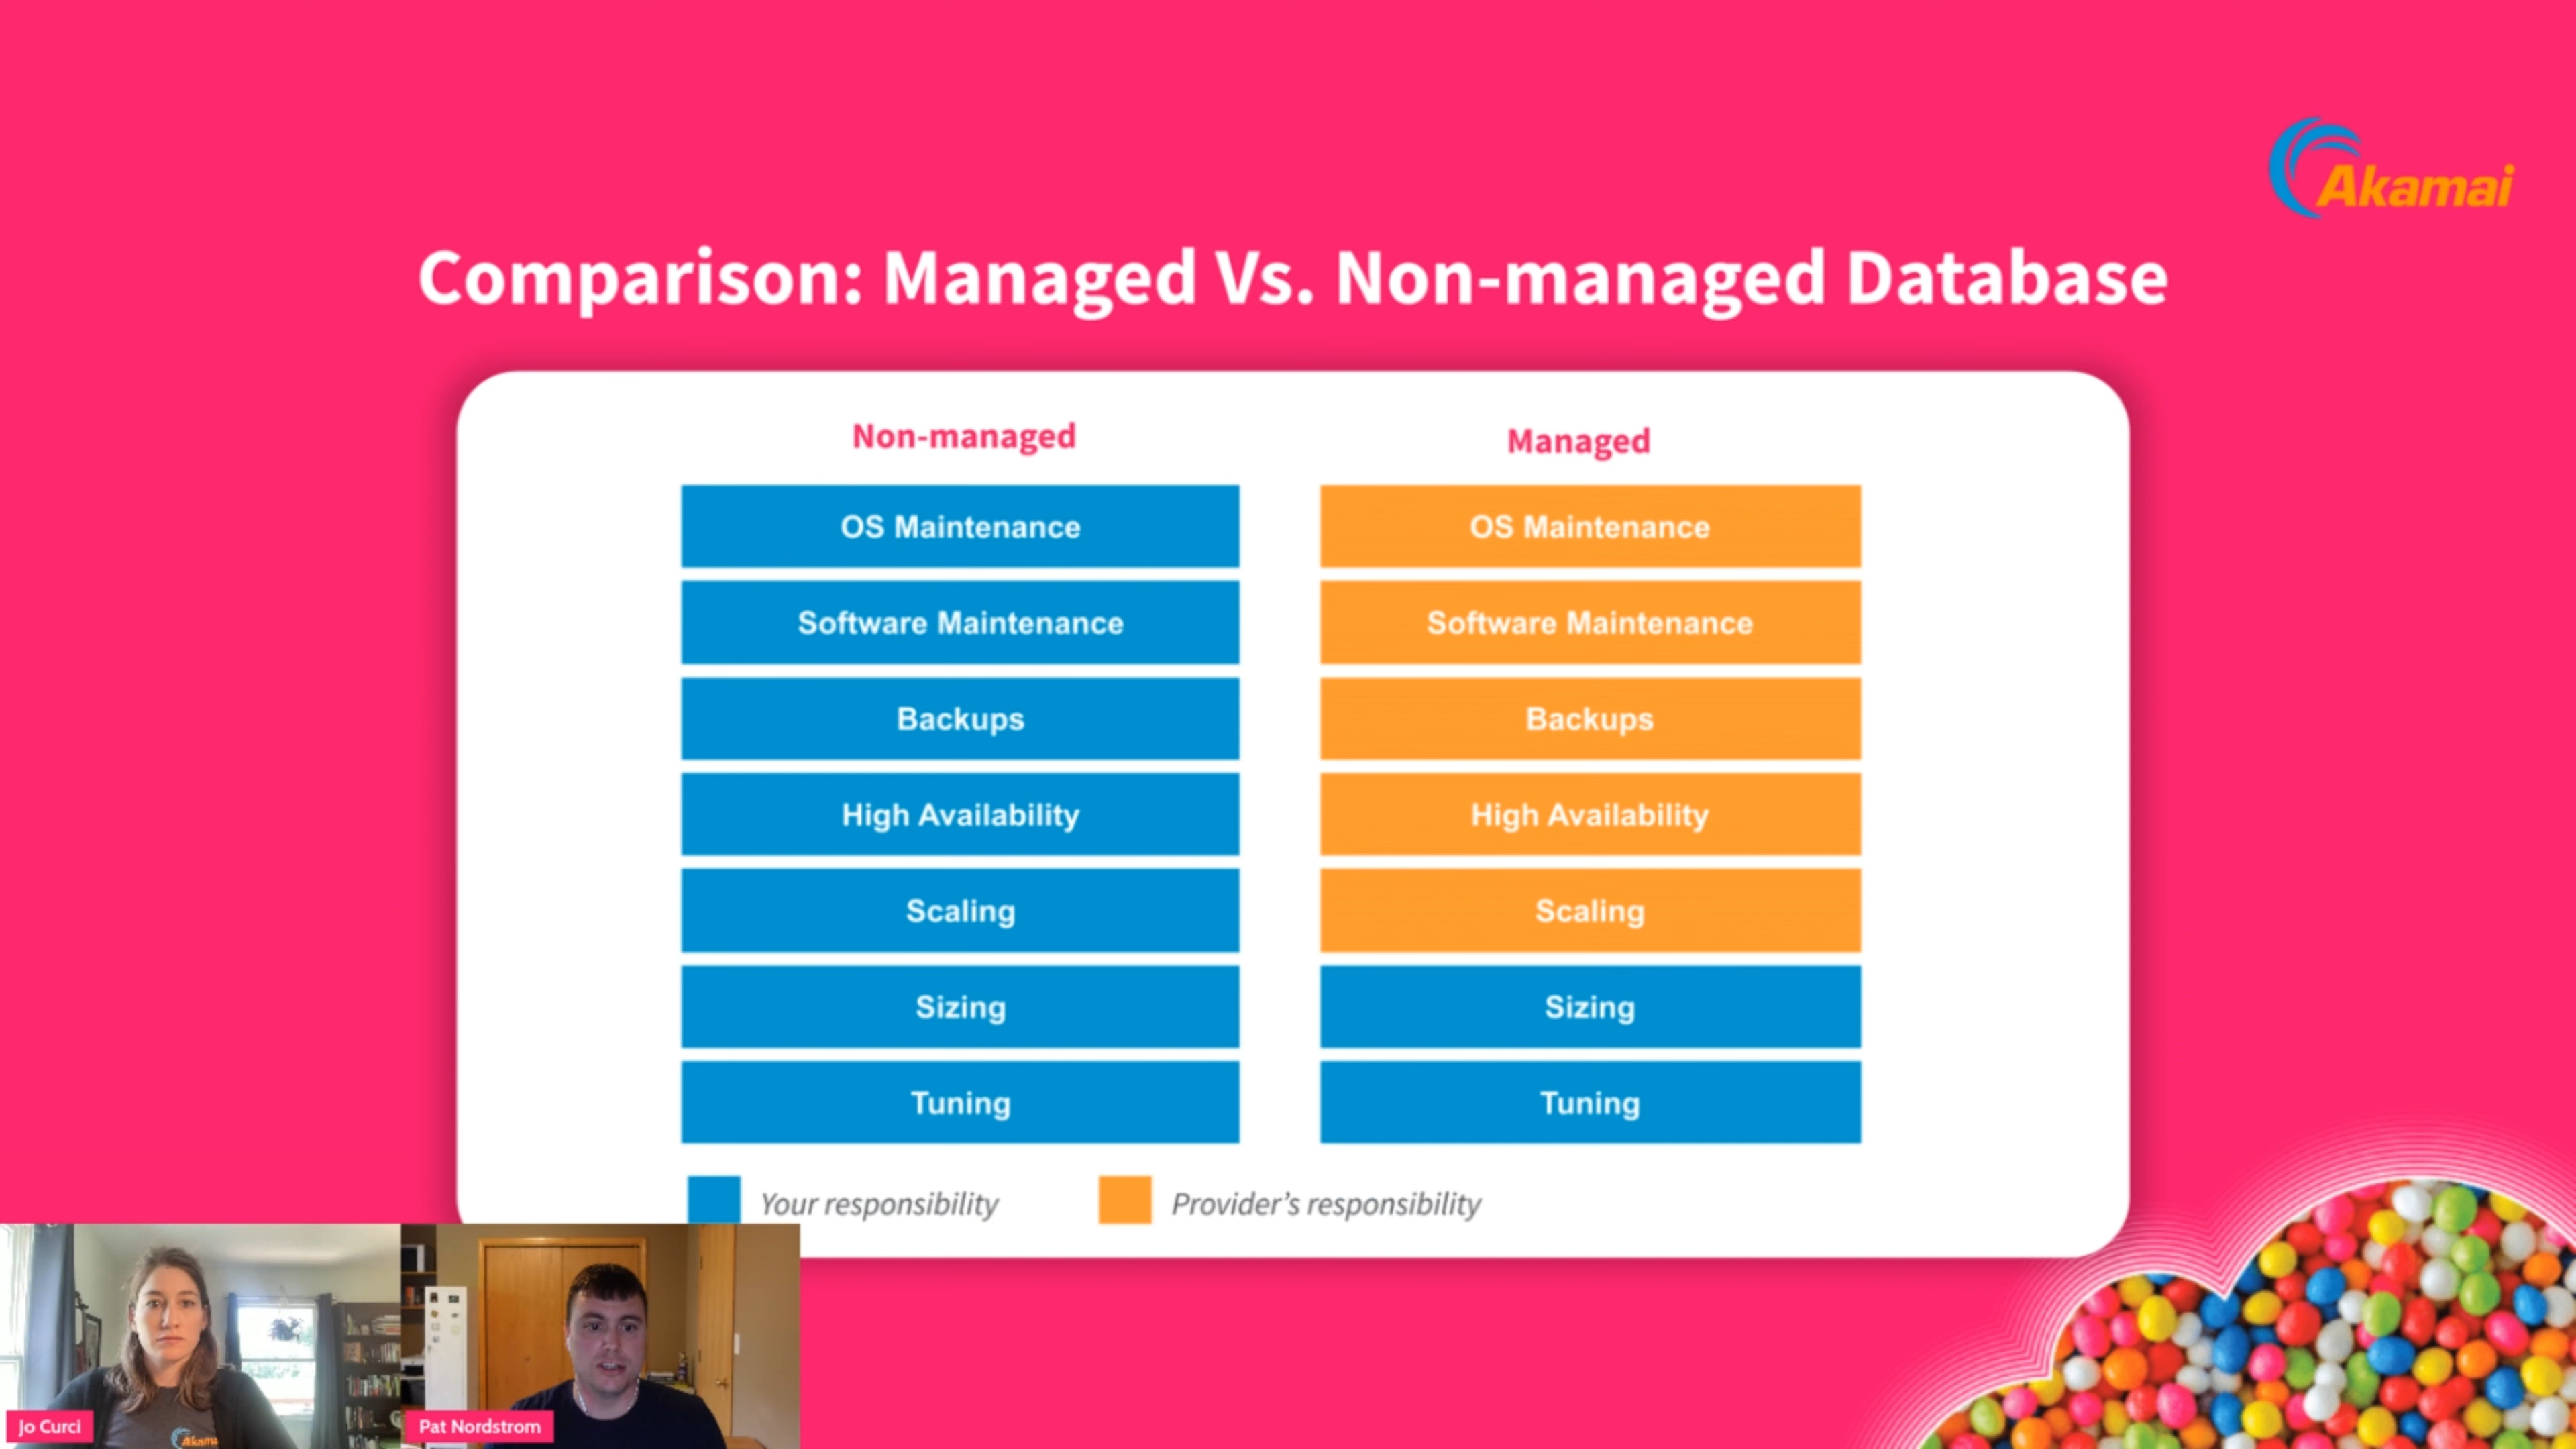 Akamai
Comparison: Managed Vs. Non-managed Database
Non-managed
Managed
OS Maintenance
OS Maintenance
Software Maintenance
Software Maintenance
Backups
Backups
High Availability
High Availability
Scaling
Scaling
Sizing
Sizing
Tuning
Tuning
Your responsibility
Provider’s responsibility
Jo Curci
Akamai
Pat Nordstrom